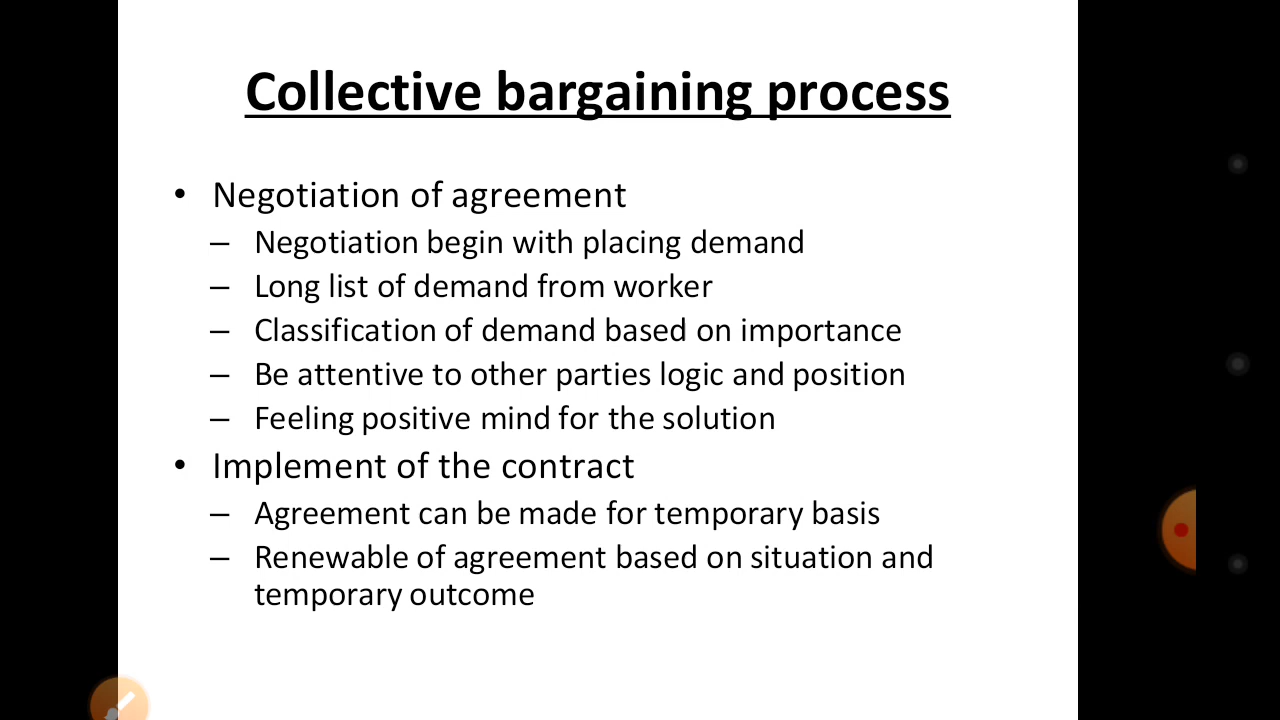 Collective bargaining process
• Negotiation of agreement
– Negotiation begin with placing demand
– Long list of demand from worker
– Classification of demand based on importance
– Be attentive to other parties logic and position
– Feeling positive mind for the solution
• Implement of the contract
– Agreement can be made for temporary basis
– Renewable of agreement based on situation and
temporary outcome